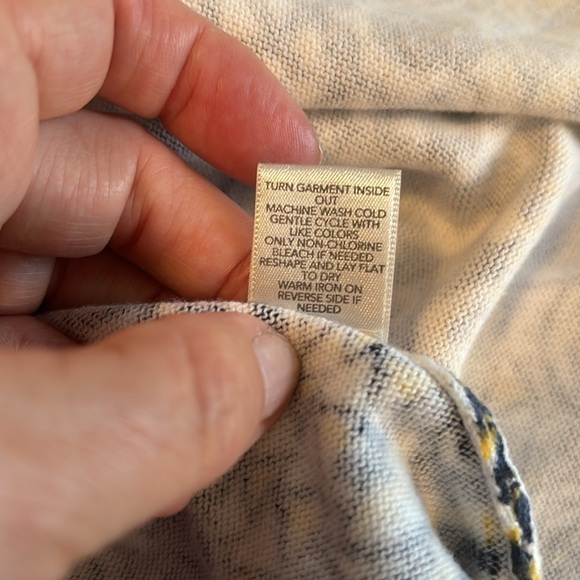 TURN GARMENT INSIDE
OUT
MACHINE WASH COLD
GENTLE CYCLE WITH
LIKE COLORS
ONLY NON-CHLORINE
BLEACH IF NEEDED
RESHAPE AND LAY FLAT
TO DRY
WARM IRON ON
REVERSE SIDE IF
NEEDED